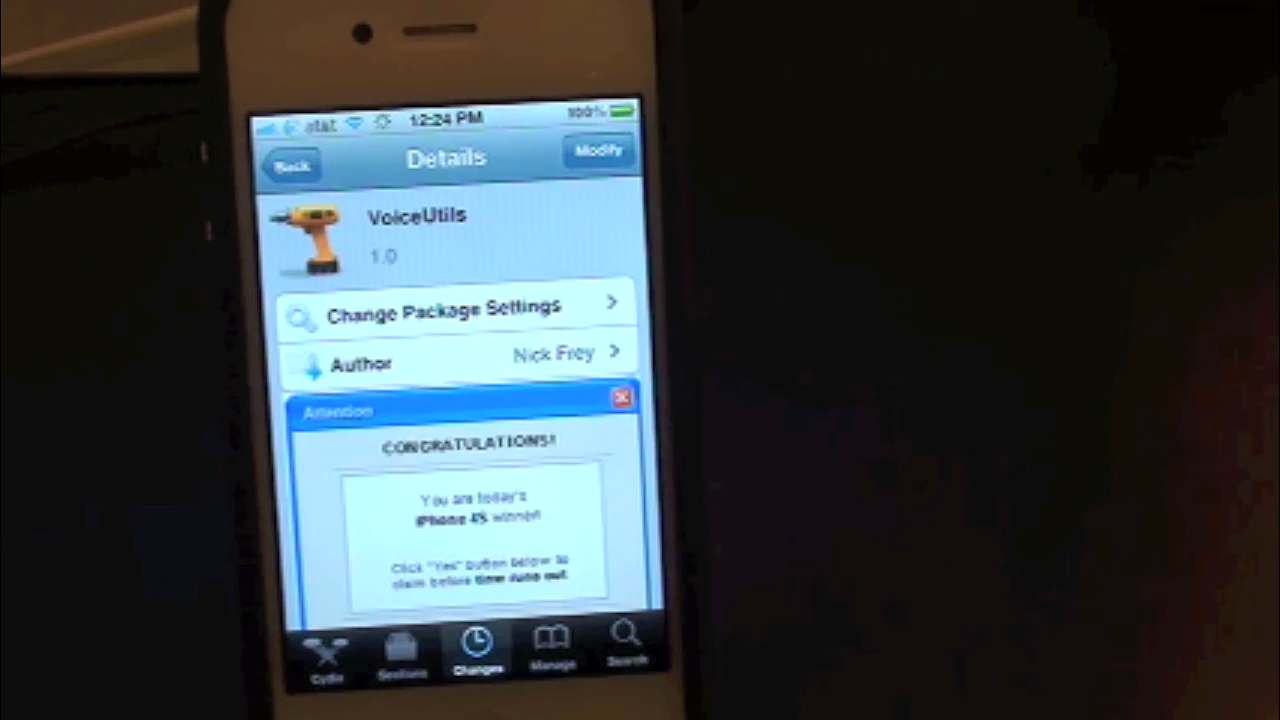 at&t 12:24 PM 100%
Back Details Modify
VoiceUtils
1.0
Change Package Settings
Author Nick Frey
Attention
CONGRATULATIONS!
You are today's
iPhone 4S winner!
Click "Yes" button below to
claim before time runs out
Cydia Sections Changes Manage Search